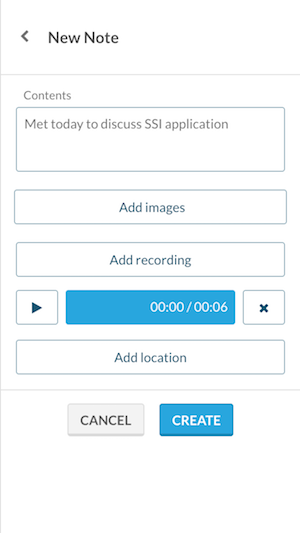 New Note
Contents
Met today to discuss SSI application
Add images
Add recording
00:00 / 00:06
Add location
CANCEL CREATE